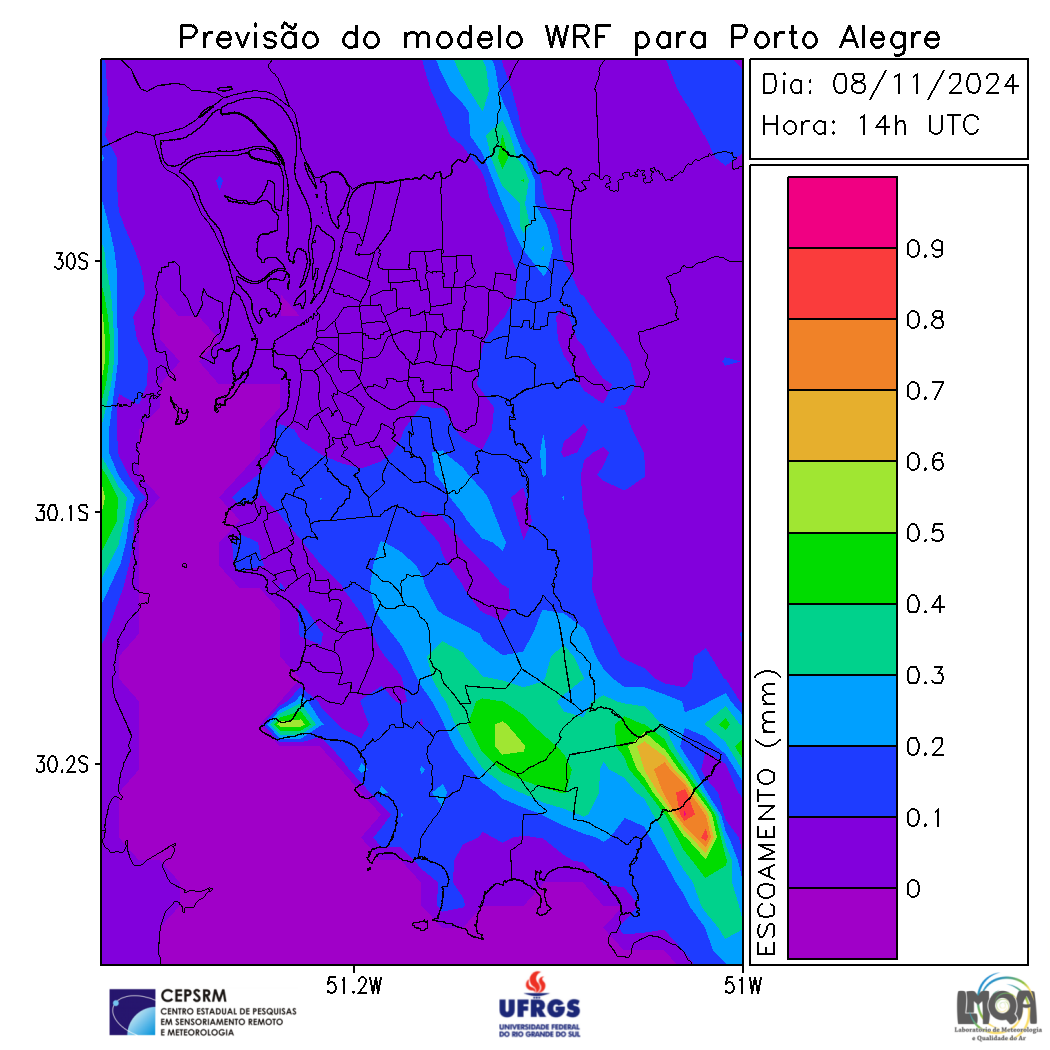 Previsão do modelo WRF para Porto Alegre
Dia: 08/11/2024
Hora: 14h UTC
30S
30.1S
30.2S
51.2W
51W
0.9
0.8
0.7
0.6
0.5
0.4
0.3
0.2
0.1
0
ESCOAMENTO (mm)
CEPSRM
CENTRO ESTADUAL DE PESQUISAS
EM SENSORIAMENTO REMOTO
E METEOROLOGIA
UFRGS
UNIVERSIDADE FEDERAL
DO RIO GRANDE DO SUL
LMQA
Laboratório de Meteorologia
e Qualidade do Ar